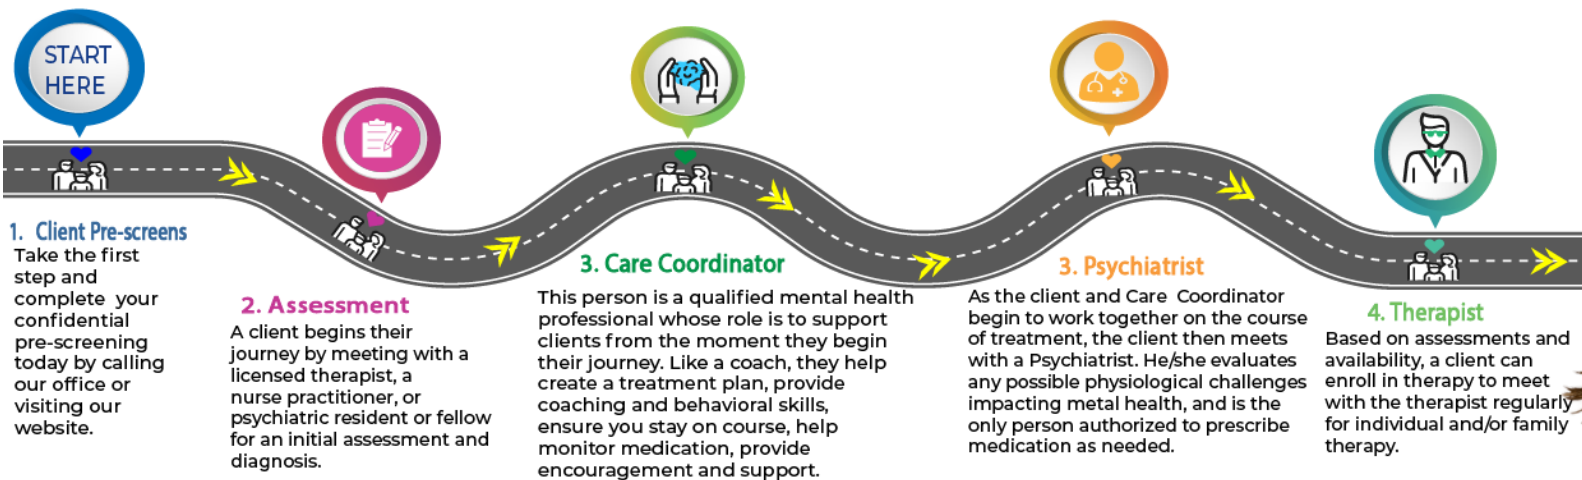 START
HERE
1. Client Pre-screens
Take the first
step and
complete your
confidential
pre-screening
today by calling
our office or
visiting our
website.
2. Assessment
A client begins their
journey by meeting with a
licensed therapist, a
nurse practitioner, or
psychiatric resident or fellow
for an initial assessment and
diagnosis.
3. Care Coordinator
This person is a qualified mental health
professional whose role is to support
clients from the moment they begin
their journey. Like a coach, they help
create a treatment plan, provide
coaching and behavioral skills,
ensure you stay on course, help
monitor medication, provide
encouragement and support.
3. Psychiatrist
As the client and Care Coordinator
begin to work together on the course
of treatment, the client then meets
with a Psychiatrist. He/she evaluates
any possible physiological challenges
impacting metal health, and is the
only person authorized to prescribe
medication as needed.
4. Therapist
Based on assessments and
availability, a client can
enroll in therapy to meet
with the therapist regularly
for individual and/or family
therapy.